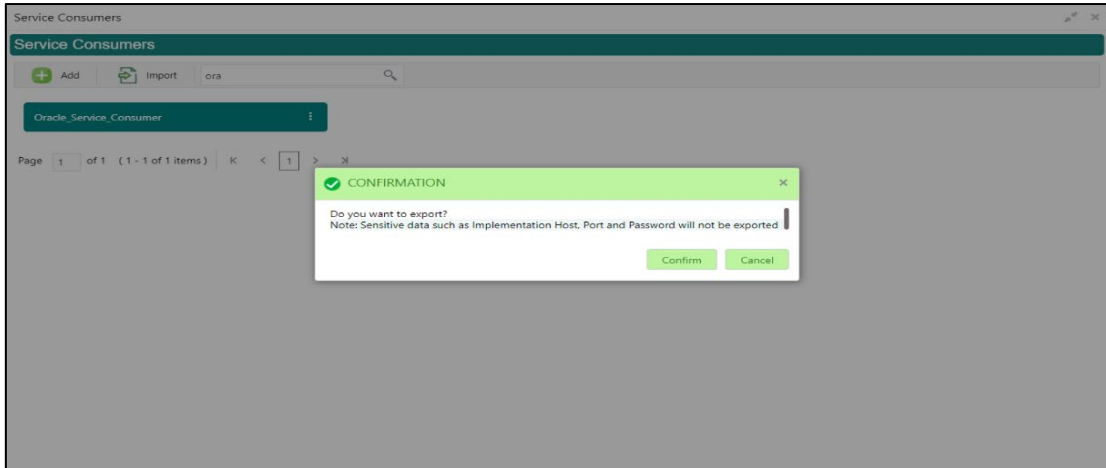 Service Consumers
Service Consumers
Add Import ora
Oracle_Service_Consumer
Page 1 of 1 (1 - 1 of 1 items) K < 1 > >|
CONFIRMATION
Do you want to export?
Note: Sensitive data such as Implementation Host, Port and Password will not be exported
Confirm Cancel